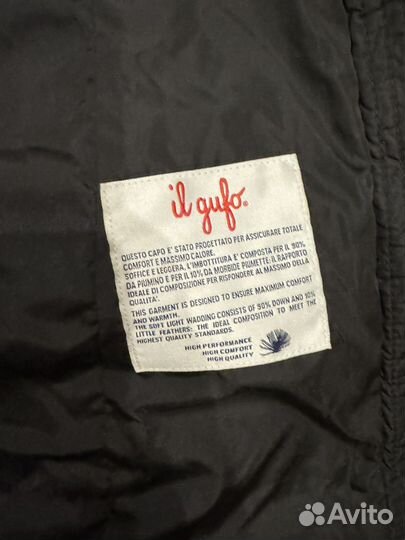 il gufo®
QUESTO CAPO E' STATO PROGETTATO PER ASSICURARE TOTALE
COMFORT E MASSIMO CALORE.
SOFFICE E LEGGERA, L'IMBOTTITURA E' COMPOSTA PER IL 90%
DA PIUMINO E PER IL 10% DA MORBIDE PIUMETTE: IL RAPPORTO
IDEALE DI COMPOSIZIONE PER RISPONDERE AL MASSIMO DELLA
QUALITA'.
THIS GARMENT IS DESIGNED TO ENSURE MAXIMUM COMFORT
AND WARMTH.
THE SOFT LIGHT WADDING CONSISTS OF 90% DOWN AND 10%
LITTLE FEATHERS: THE IDEAL COMPOSITION TO MEET THE
HIGHEST QUALITY STANDARDS.
HIGH PERFORMANCE
HIGH COMFORT
HIGH QUALITY
Avito